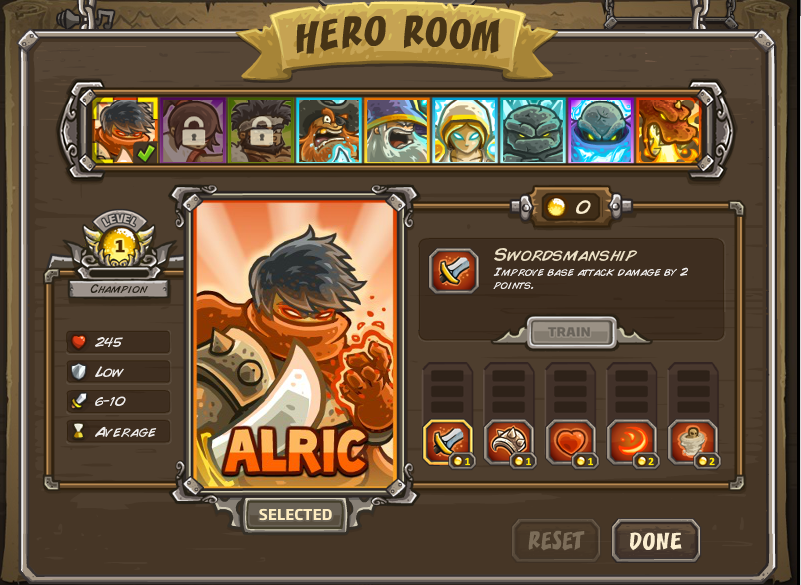 HERO ROOM
LEVEL
1
CHAMPION
0
SWORDSMANSHIP
IMPROVE BASE ATTACK DAMAGE BY 2
POINTS.
TRAIN
245
LOW
6-10
AVERAGE
ALRIC
1
1
1
2
2
SELECTED
RESET
DONE